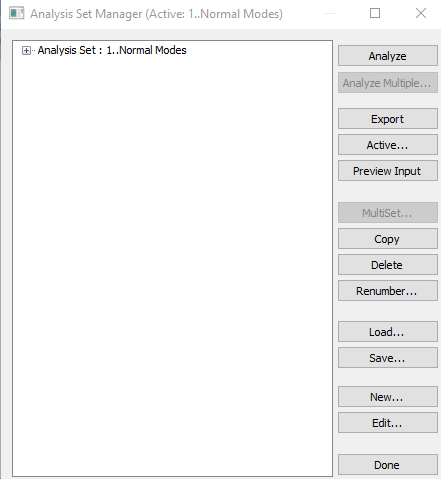 Analysis Set Manager (Active: 1..Normal Modes)
Analysis Set : 1..Normal Modes
Analyze
Analyze Multiple...
Export
Active...
Preview Input
MultiSet...
Copy
Delete
Renumber...
Load...
Save...
New...
Edit...
Done